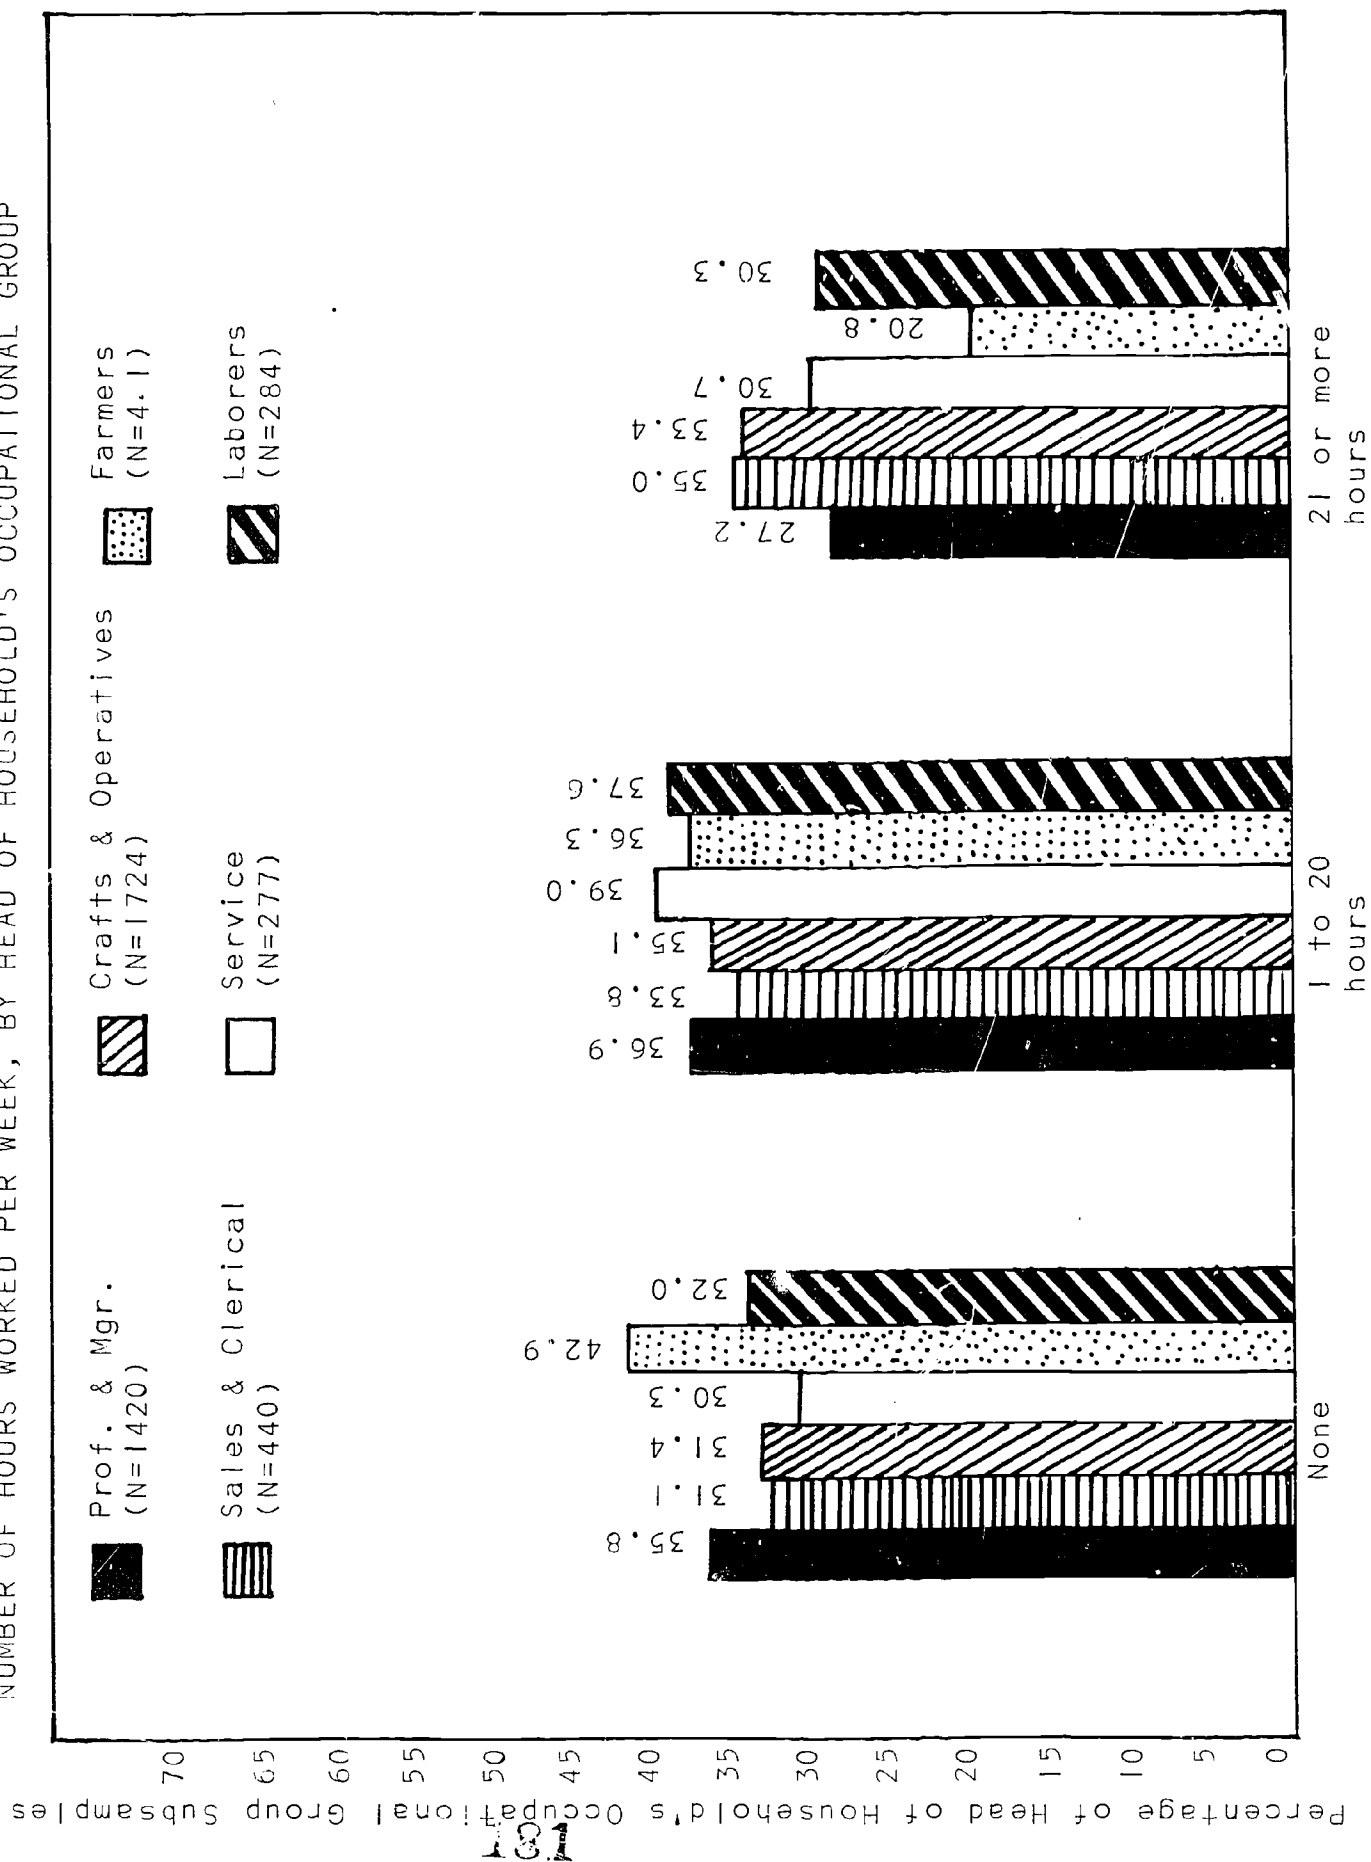 NUMBER OF HOURS WORKED PER WEEK, BY HEAD OF HOUSEHOLD'S OCCUPATIONAL GROUP
Prof. & Mgr.
(N=1420)
Crafts & Operatives
(N=1724)
Farmers
(N=4.1)
Sales & Clerical
(N=440)
Service
(N=277)
Laborers
(N=284)
Percentage of Head of Household's Occupational Group Subsamples
70
65
60
55
50
45
40
35
30
25
20
15
10
5
0
35.8
31.1
31.4
30.3
42.9
32.0
36.9
33.8
35.1
39.0
36.3
37.6
27.2
35.0
33.4
30.7
20.8
30.3
None
1 to 20
hours
21 or more
hours
181